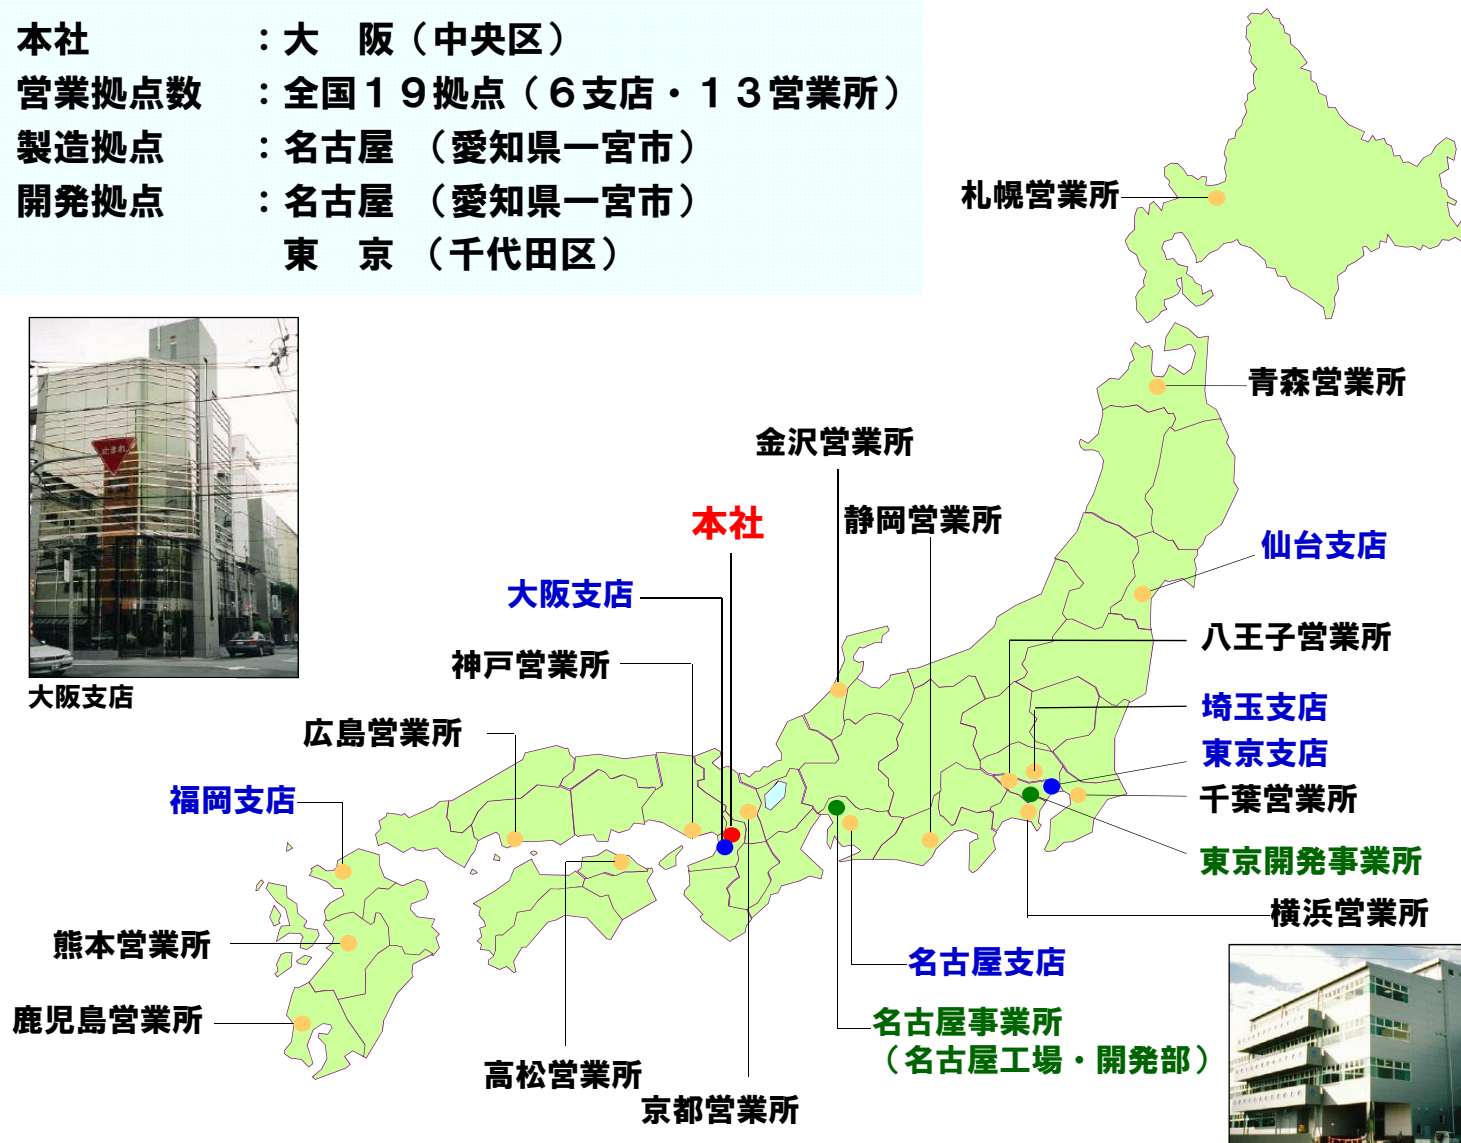 本社　　　　　：大　阪（中央区）
営業拠点数　：全国１９拠点（６支店・１３営業所）
製造拠点　　：名古屋　（愛知県一宮市）
開発拠点　　：名古屋　（愛知県一宮市）
東　京　（千代田区）
札幌営業所
止まれ
青森営業所
金沢営業所
静岡営業所
本社
仙台支店
大阪支店
八王子営業所
神戸営業所
大阪支店
埼玉支店
広島営業所
東京支店
福岡支店
千葉営業所
東京開発事業所
横浜営業所
熊本営業所
名古屋支店
鹿児島営業所
名古屋事業所
（名古屋工場・開発部）
高松営業所
京都営業所